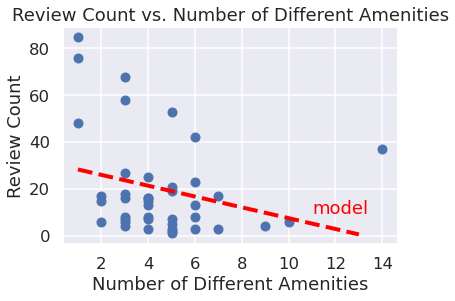 Review Count vs. Number of Different Amenities
80
60
40
20
0
Review Count
model
2 4 6 8 10 12 14
Number of Different Amenities